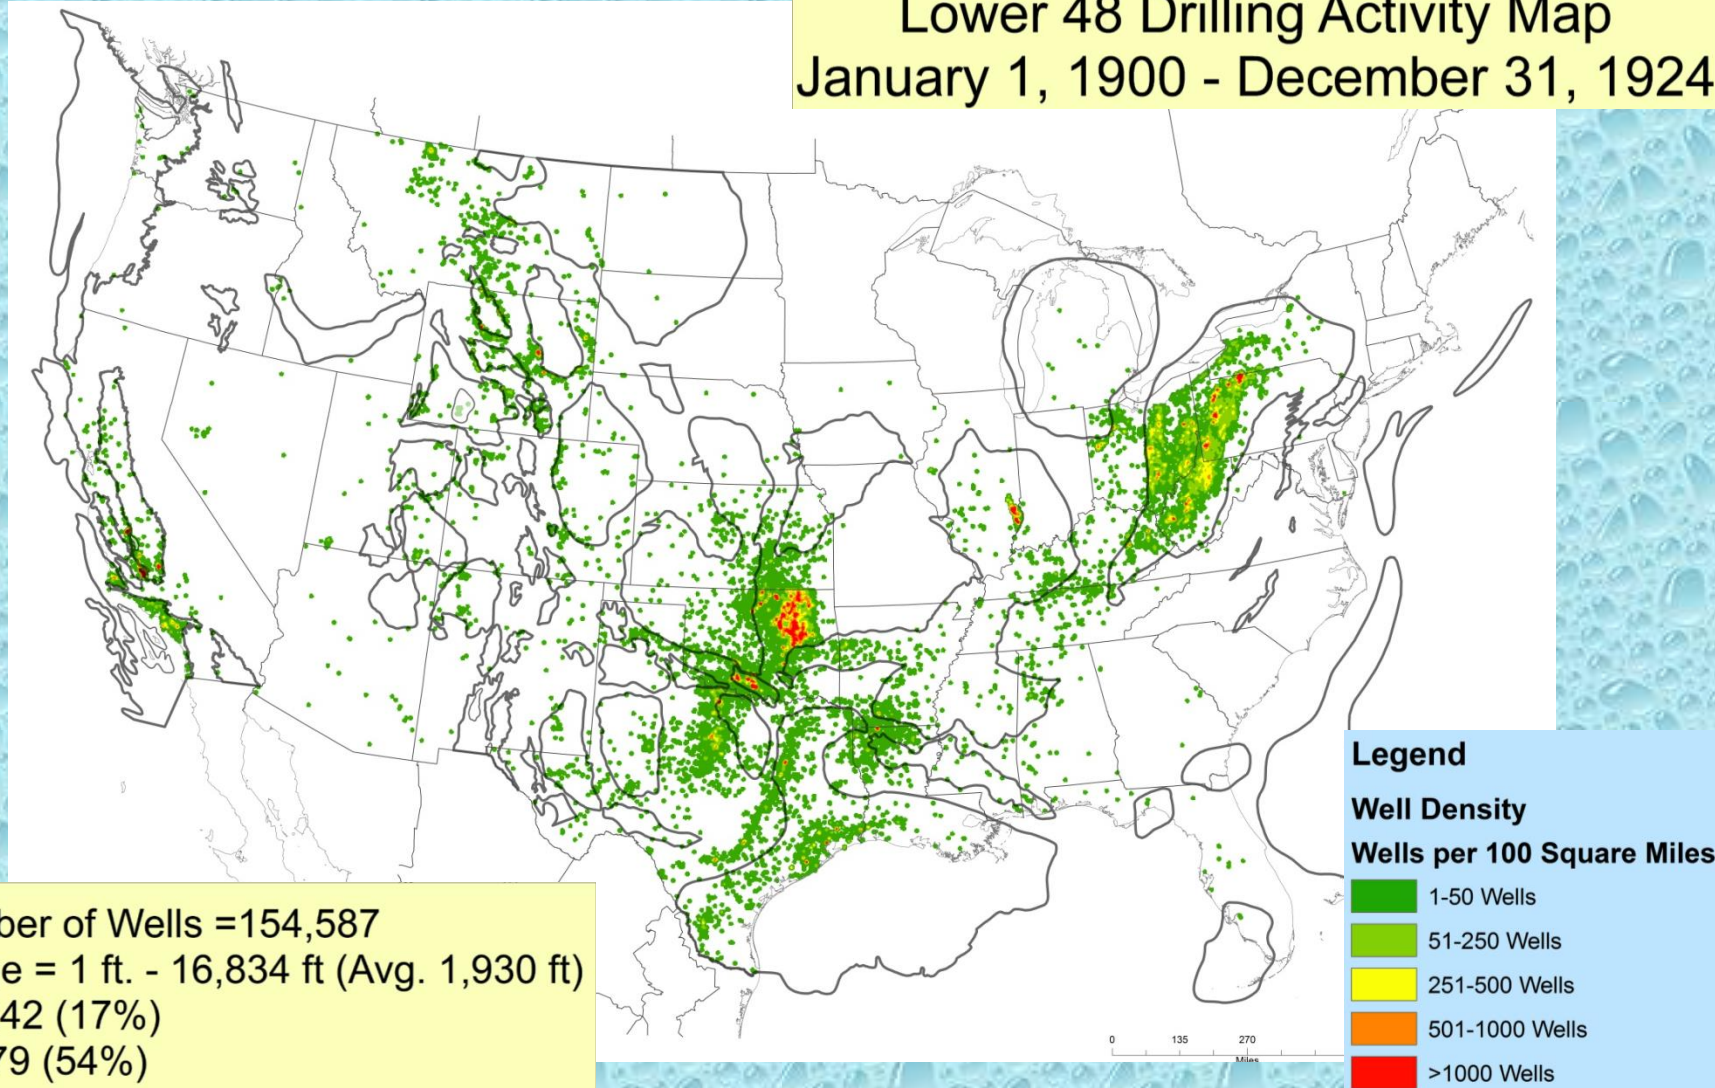 Lower 48 Drilling Activity Map
January 1, 1900 - December 31, 1924
ber of Wells =154,587
e = 1 ft. - 16,834 ft (Avg. 1,930 ft)
42 (17%)
79 (54%)
Legend
Well Density
Wells per 100 Square Miles
1-50 Wells
51-250 Wells
251-500 Wells
501-1000 Wells
>1000 Wells
0 135 270
Miles